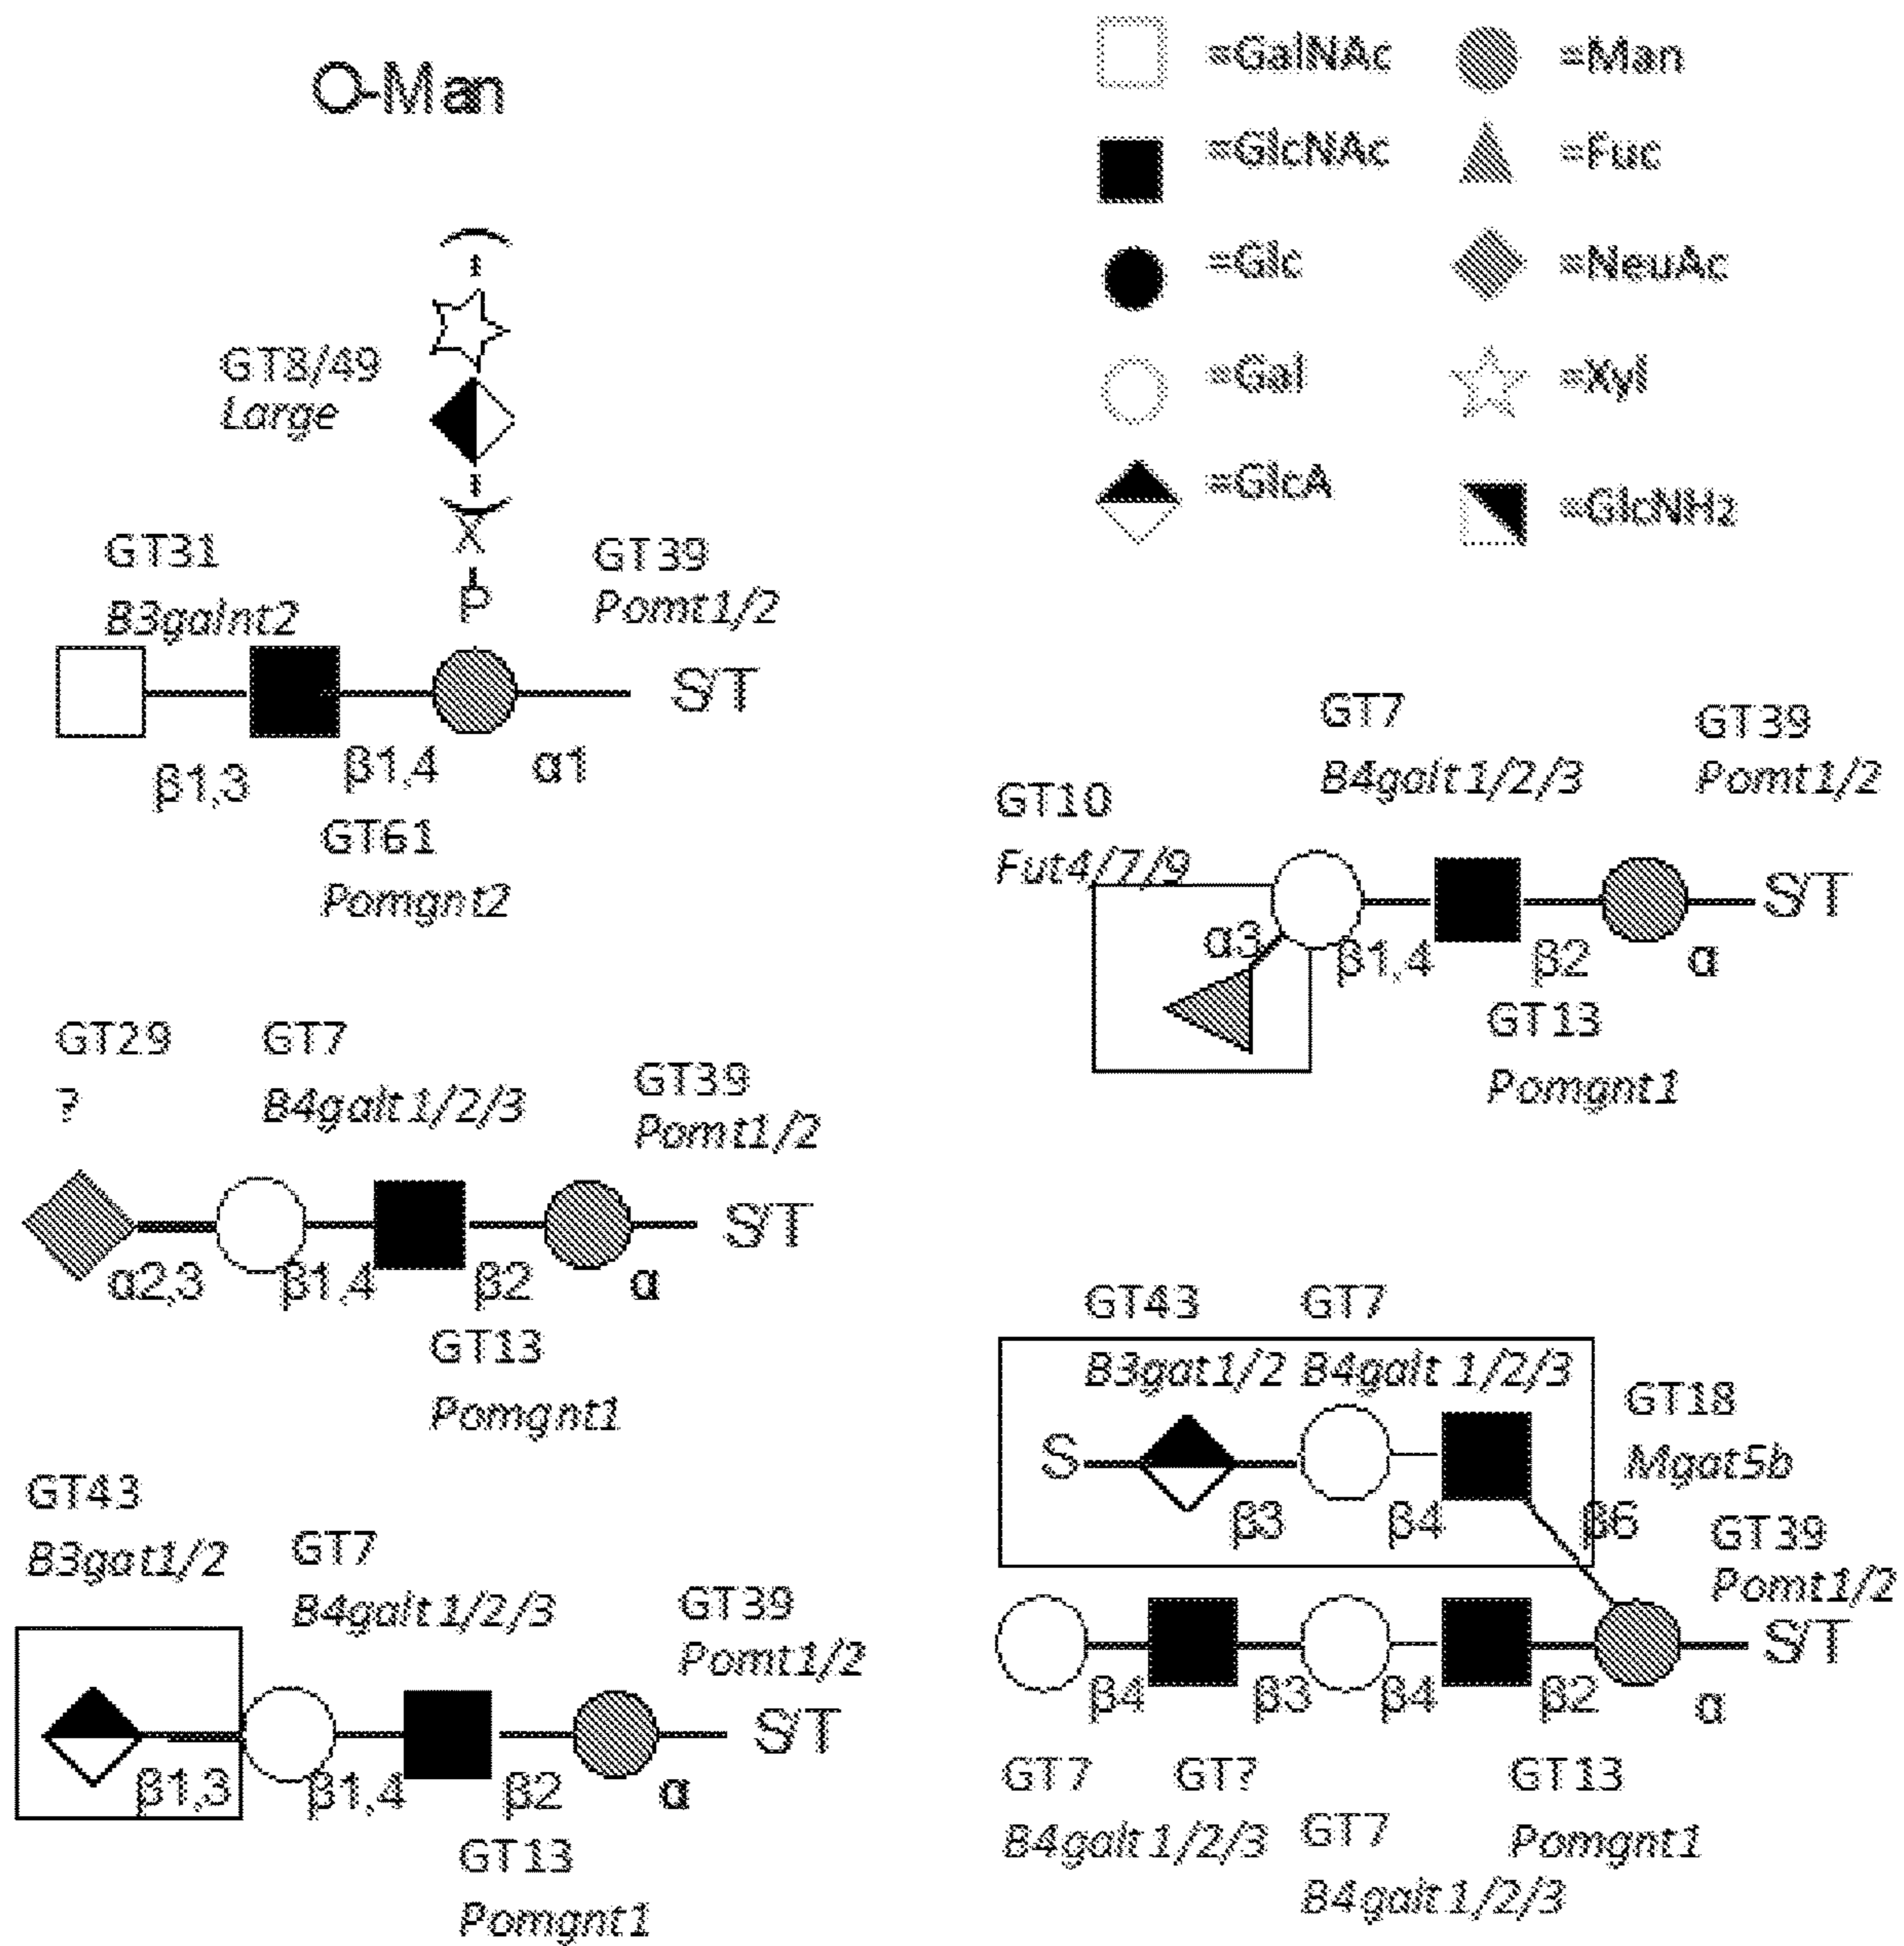 O-Man
=GalNAc
=Man
=GlcNAc
=Fuc
=Glc
=NeuAc
=Gal
=Xyl
=GlcA
=GlcNH₂
GT8/49
Large
X
P
GT31
B3galnt2
GT39
Pomt1/2
S/T
β1,3
β1,4
α1
GT61
Pomgnt2
GT10
Fut4/7/9
GT7
B4galt1/2/3
GT39
Pomt1/2
S/T
α3
β1,4
β2
α
GT13
Pomgnt1
GT29
?
GT7
B4galt1/2/3
GT39
Pomt1/2
S/T
α2,3
β1,4
β2
α
GT13
Pomgnt1
GT43
B3gat1/2
GT7
B4galt 1/2/3
GT18
Mgat5b
S
β3
β4
β6
GT39
Pomt1/2
S/T
β4
β3
β4
β2
α
GT7
B4galt1/2/3
GT?
GT7
B4galt1/2/3
GT13
Pomgnt1
GT43
B3gat1/2
GT7
B4galt1/2/3
GT39
Pomt1/2
S/T
β1,3
β1,4
β2
α
GT13
Pomgnt1